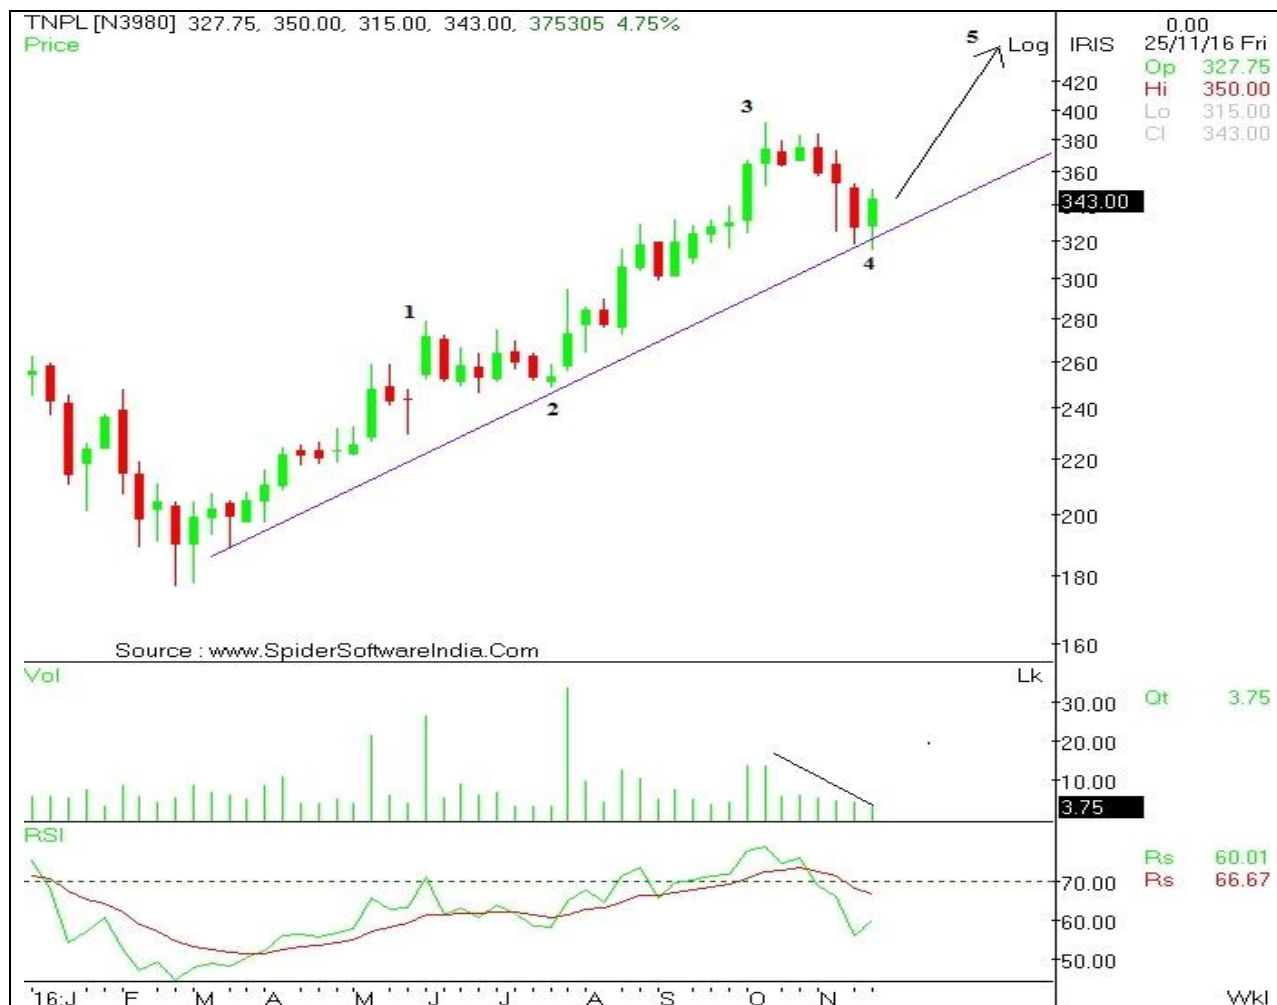 TNPL [N3980] 327.75, 350.00, 315.00, 343.00, 375305 4.75%
Price
5
Log
IRIS
0.00
25/11/16 Fri
Op 327.75
Hi 350.00
Lo 315.00
Cl 343.00
420
400
380
360
343.00
320
300
280
260
240
220
200
180
160
3
1
4
2
Source : www.SpiderSoftwareIndia.Com
Vol
Lk
30.00
20.00
10.00
3.75
Qt 3.75
RSI
70.00
60.00
50.00
Rs 60.01
Rs 66.67
'16:J F M A M J J A S O N
Wkl